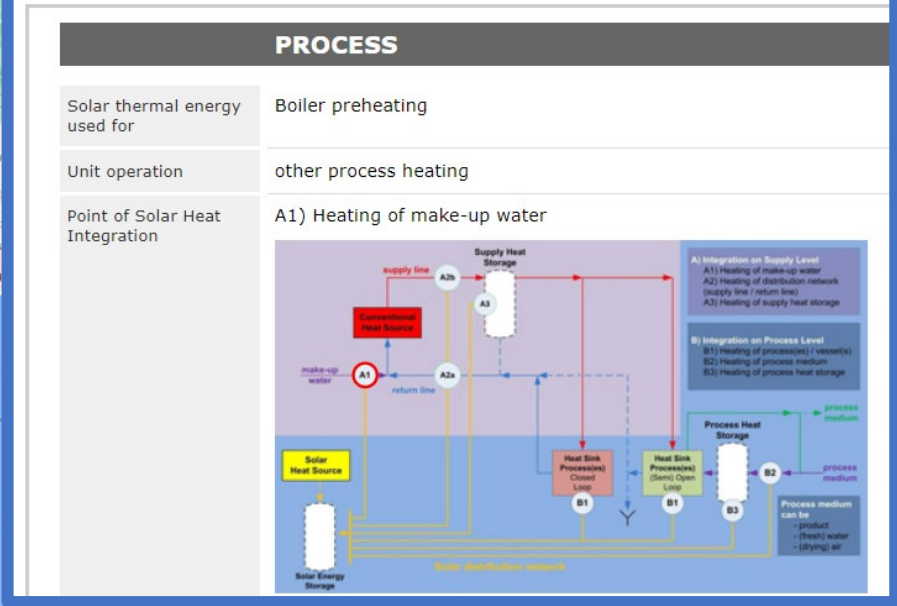 PROCESS
Solar thermal energy
used for
Boiler preheating
Unit operation
other process heating
Point of Solar Heat
Integration
A1) Heating of make-up water
Supply Heat
Storage
supply line
A2b
A3
Conventional
Heat Source
make-up
water
A1
A2a
return line
A) Integration on Supply Level
A1) Heating of make-up water
A2) Heating of distribution network
(supply line / return line)
A3) Heating of supply heat storage
B) Integration on Process Level
B1) Heating of process(es) / vessel(s)
B2) Heating of process medium
B3) Heating of process heat storage
process
medium
Process Heat
Storage
Solar
Heat Source
Heat Sink
Process(es)
Closed
Loop
B1
Heat Sink
Process(es)
(Semi) Open
Loop
B1
B2
B3
process
medium
Process medium
can be
- product
- (fresh) water
- (drying) air
Solar distribution network
Solar Energy
Storage